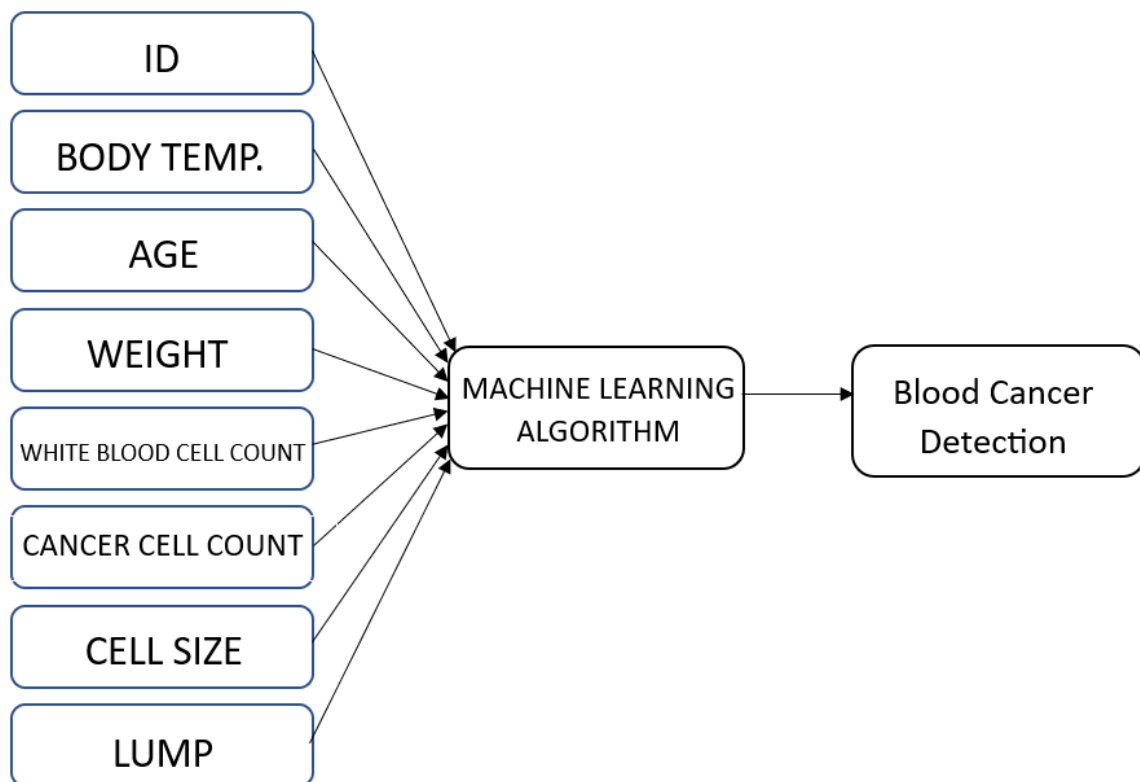 ID
BODY TEMP.
AGE
WEIGHT
WHITE BLOOD CELL COUNT
CANCER CELL COUNT
CELL SIZE
LUMP
MACHINE LEARNING
ALGORITHM
Blood Cancer
Detection